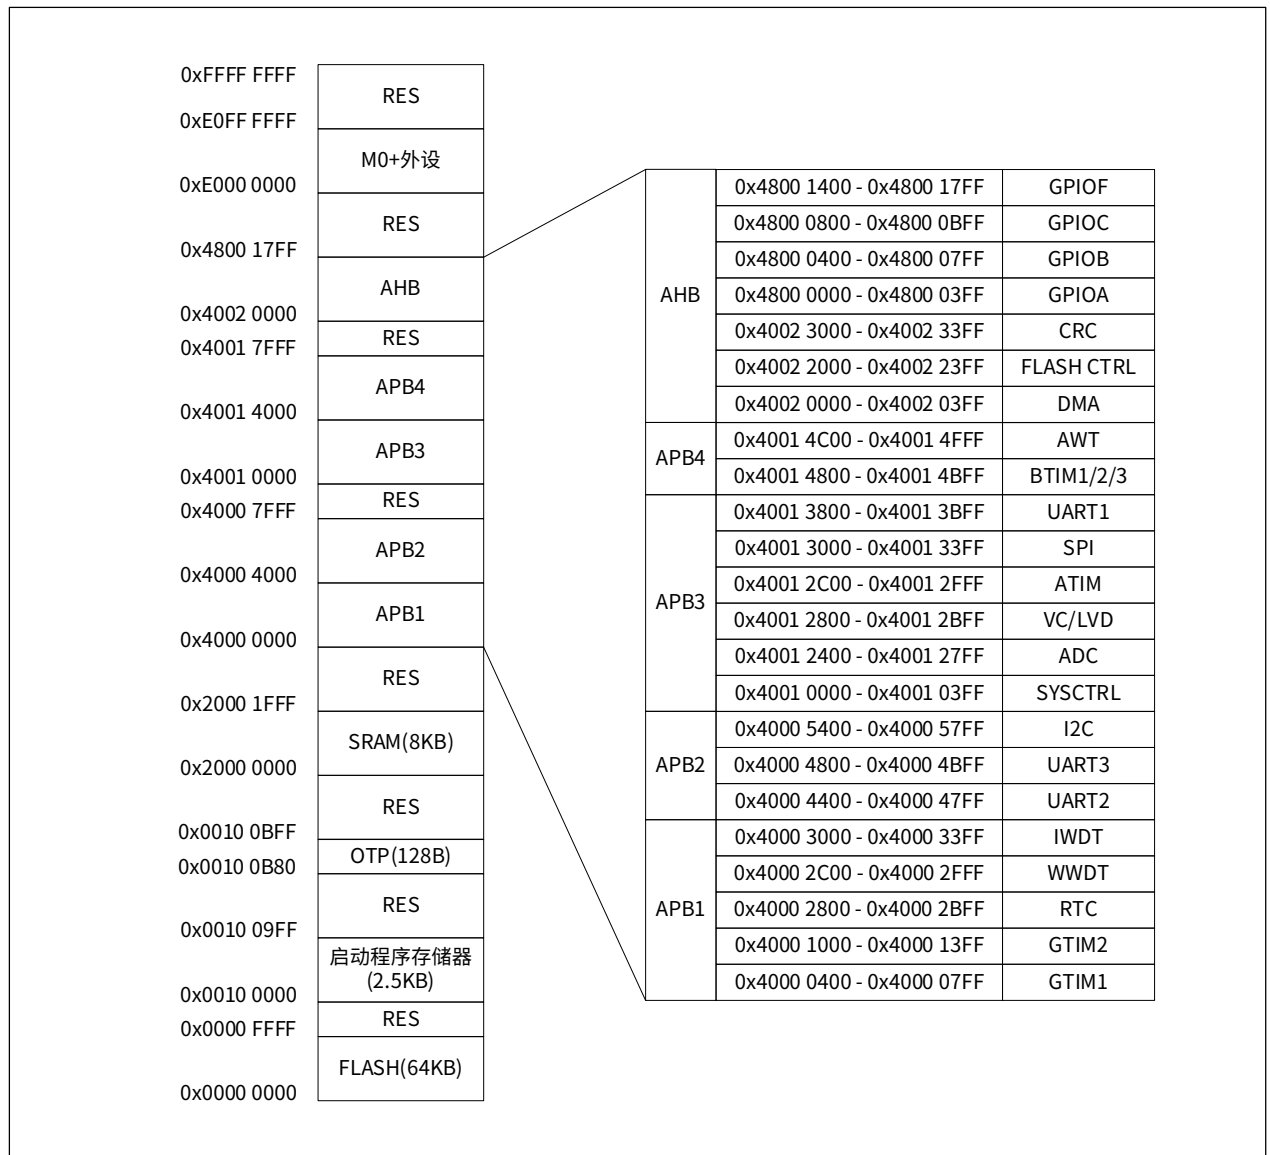 0xFFFF FFFF
RES
0xE0FF FFFF
M0+外设
0xE000 0000
RES
0x4800 17FF
AHB
0x4002 0000
RES
0x4001 7FFF
APB4
0x4001 4000
APB3
0x4001 0000
RES
0x4000 7FFF
APB2
0x4000 4000
APB1
0x4000 0000
RES
0x2000 1FFF
SRAM(8KB)
0x2000 0000
RES
0x0010 0BFF
OTP(128B)
0x0010 0B80
RES
0x0010 09FF
启动程序存储器
(2.5KB)
0x0010 0000
RES
0x0000 FFFF
FLASH(64KB)
0x0000 0000
AHB
0x4800 1400 - 0x4800 17FF GPIOF
0x4800 0800 - 0x4800 0BFF GPIOC
0x4800 0400 - 0x4800 07FF GPIOB
0x4800 0000 - 0x4800 03FF GPIOA
0x4002 3000 - 0x4002 33FF CRC
0x4002 2000 - 0x4002 23FF FLASH CTRL
0x4002 0000 - 0x4002 03FF DMA
APB4
0x4001 4C00 - 0x4001 4FFF AWT
0x4001 4800 - 0x4001 4BFF BTIM1/2/3
APB3
0x4001 3800 - 0x4001 3BFF UART1
0x4001 3000 - 0x4001 33FF SPI
0x4001 2C00 - 0x4001 2FFF ATIM
0x4001 2800 - 0x4001 2BFF VC/LVD
0x4001 2400 - 0x4001 27FF ADC
0x4001 0000 - 0x4001 03FF SYSCTRL
APB2
0x4000 5400 - 0x4000 57FF I2C
0x4000 4800 - 0x4000 4BFF UART3
0x4000 4400 - 0x4000 47FF UART2
APB1
0x4000 3000 - 0x4000 33FF IWDT
0x4000 2C00 - 0x4000 2FFF WWDT
0x4000 2800 - 0x4000 2BFF RTC
0x4000 1000 - 0x4000 13FF GTIM2
0x4000 0400 - 0x4000 07FF GTIM1